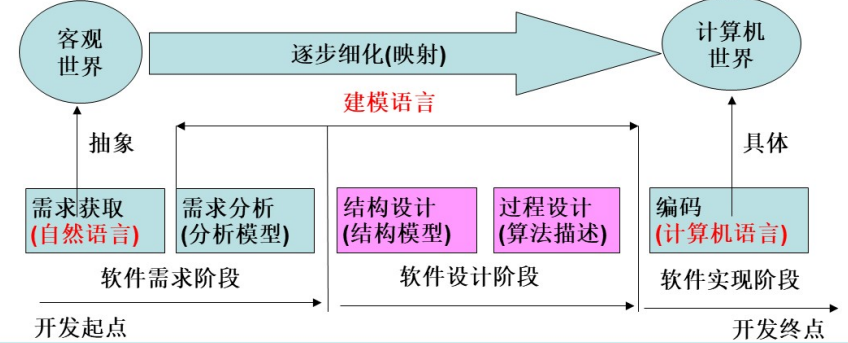 客观
世界
逐步细化(映射)
计算机
世界
建模语言
抽象
具体
需求获取
(自然语言)
需求分析
(分析模型)
结构设计
(结构模型)
过程设计
(算法描述)
编码
(计算机语言)
软件需求阶段
软件设计阶段
软件实现阶段
开发起点
开发终点